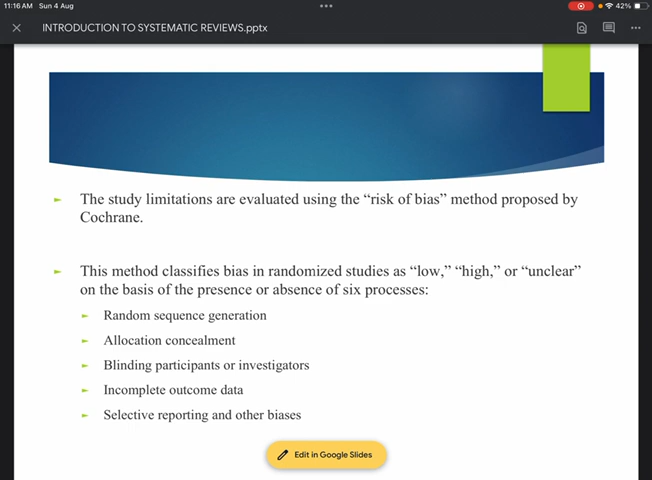 11:16 AM Sun 4 Aug
42%
INTRODUCTION TO SYSTEMATIC REVIEWS.pptx
The study limitations are evaluated using the “risk of bias” method proposed by
Cochrane.
This method classifies bias in randomized studies as “low,” “high,” or “unclear”
on the basis of the presence or absence of six processes:
Random sequence generation
Allocation concealment
Blinding participants or investigators
Incomplete outcome data
Selective reporting and other biases
Edit in Google Slides